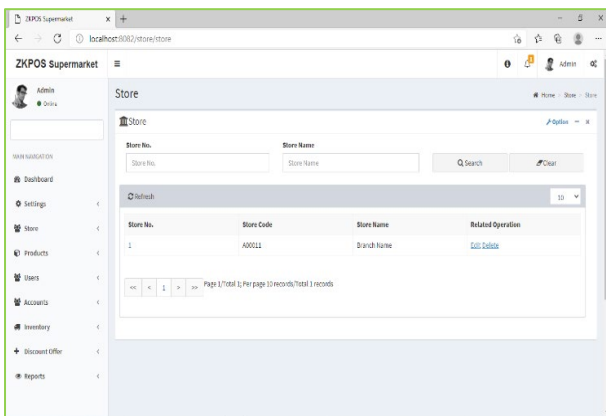 ZKPOS Supermarket
localhost:8082/store/store
ZKPOS Supermarket
Admin
Admin
Online
Store
Home > Store > Store
MAIN NAVIGATION
Dashboard
Settings
Store
Products
Users
Accounts
Inventory
Discount Offer
Reports
Store
Option
Store No.
Store Name
Store No.
Store Name
Search
Clear
Refresh
10
Store No. Store Code Store Name Related Operation
1 A00011 Branch Name Edit Delete
<< < 1 > >> Page 1/Total 1; Per page 10 records/Total 1 records